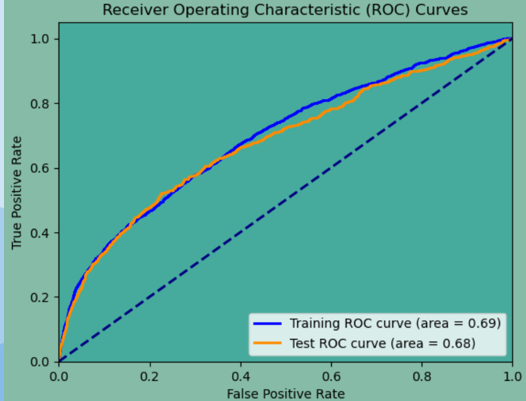 Receiver Operating Characteristic (ROC) Curves
True Positive Rate
1.0
0.8
0.6
0.4
0.2
0.0
Training ROC curve (area = 0.69)
Test ROC curve (area = 0.68)
0.0 0.2 0.4 0.6 0.8 1.0
False Positive Rate